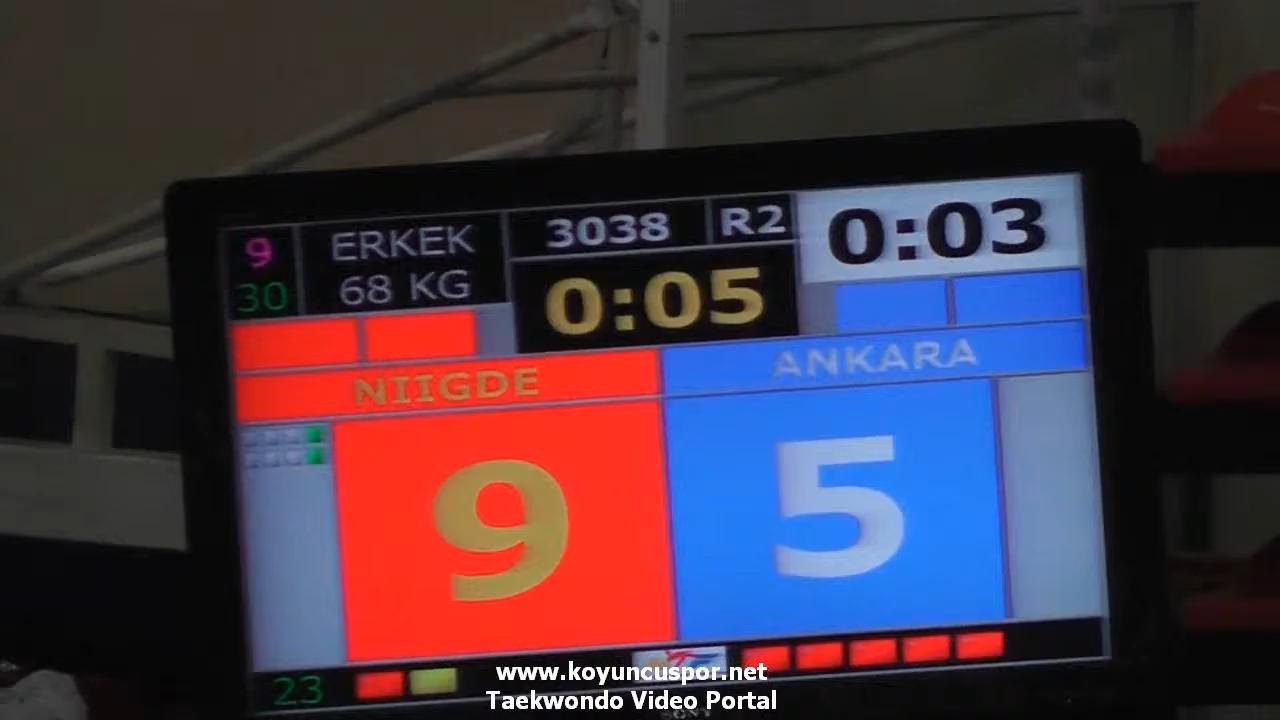 9
30
ERKEK
68 KG
3038
R2
0:03
0:05
NIIGDE
ANKARA
9
5
23
www.koyuncuspor.net
Taekwondo Video Portal
SONY